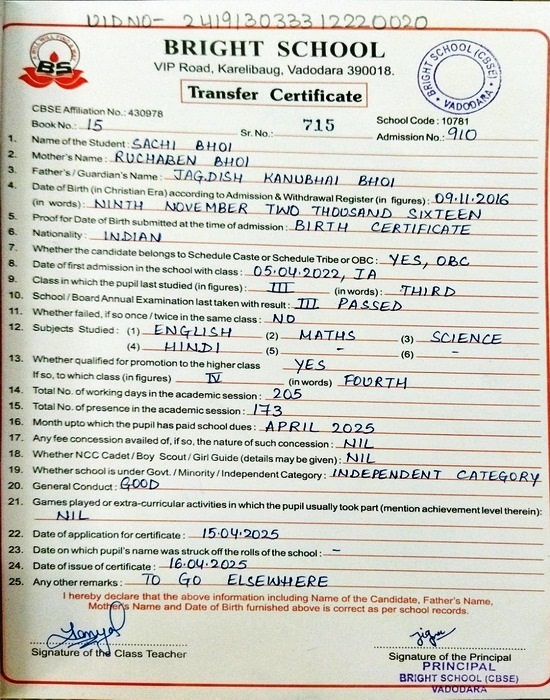 UIDNO- 241913033312220020
BS
BRIGHT SCHOOL
VIP Road, Karelibaug, Vadodara 390018.
Transfer Certificate
BRIGHT SCHOOL (CBSE)
VADODARA
CBSE Affiliation No.: 430978
School Code : 10781
Book No.: 15 Sr. No.: 715 Admission No.: 910
1. Name of the Student : SACHI BHOI
2. Mother's Name : RUCHABEN BHOI
3. Father's / Guardian's Name : JAGDISH KANUBHAI BHOI
4. Date of Birth (in Christian Era) according to Admission & Withdrawal Register (in figures) : 09.11.2016
(in words) : NINTH NOVEMBER TWO THOUSAND SIXTEEN
5. Proof for Date of Birth submitted at the time of admission : BIRTH CERTIFICATE
6. Nationality : INDIAN
7. Whether the candidate belongs to Schedule Caste or Schedule Tribe or OBC : YES, OBC
8. Date of first admission in the school with class : 05.04.2022, IA
9. Class in which the pupil last studied (in figures) : III (in words) : THIRD
10. School / Board Annual Examination last taken with result : III PASSED
11. Whether failed, if so once / twice in the same class : NO
12. Subjects Studied : (1) ENGLISH (2) MATHS (3) SCIENCE
(4) HINDI (5) - (6) -
13. Whether qualified for promotion to the higher class YES
If so, to which class (in figures) IV (in words) FOURTH
14. Total No. of working days in the academic session : 205
15. Total No. of presence in the academic session : 173
16. Month upto which the pupil has paid school dues : APRIL 2025
17. Any fee concession availed of, if so, the nature of such concession : NIL
18. Whether NCC Cadet / Boy Scout / Girl Guide (details may be given) : NIL
19. Whether school is under Govt. / Minority / Independent Category : INDEPENDENT CATEGORY
20. General Conduct : GOOD
21. Games played or extra-curricular activities in which the pupil usually took part (mention achievement level therein) :
NIL
22. Date of application for certificate : 15.04.2025
23. Date on which pupil's name was struck off the rolls of the school : -
24. Date of issue of certificate : 16.04.2025
25. Any other remarks : TO GO ELSEWHERE
I hereby declare that the above information including Name of the Candidate, Father's Name,
Mother's Name and Date of Birth furnished above is correct as per school records.
Signature of the Class Teacher
Signature of the Principal
PRINCIPAL
BRIGHT SCHOOL (CBSE)
VADODARA